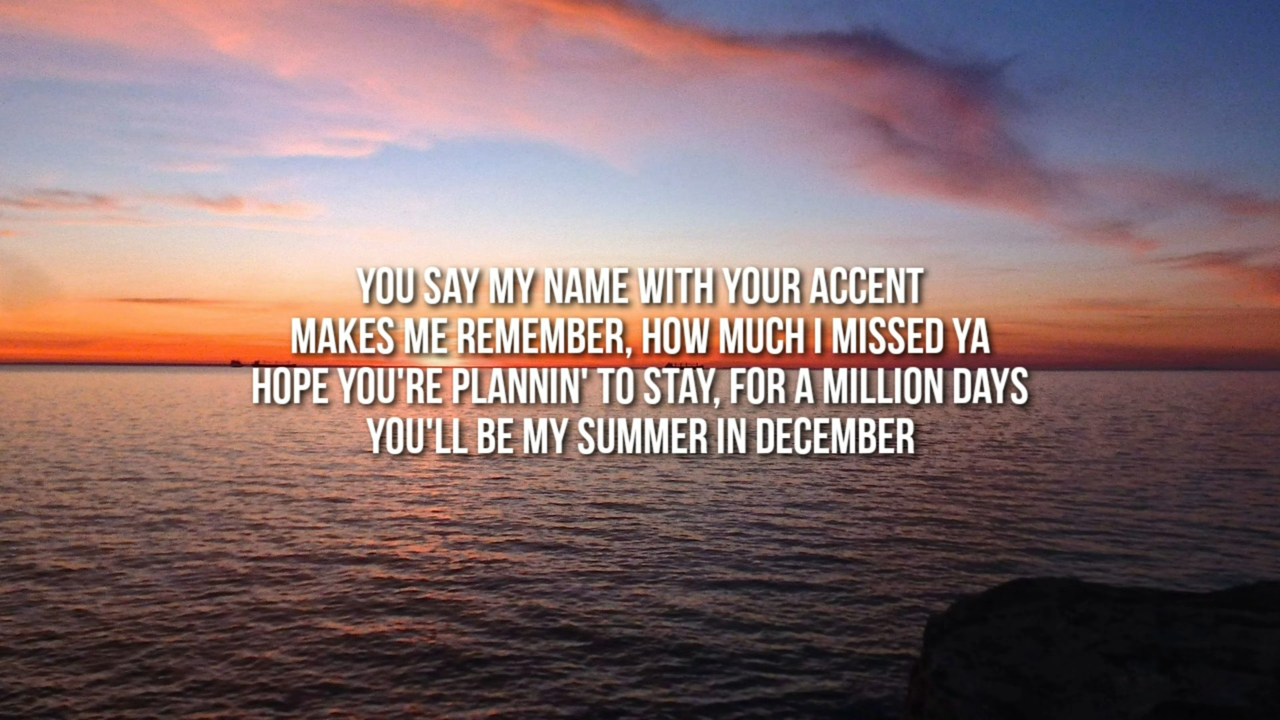 YOU SAY MY NAME WITH YOUR ACCENT
MAKES ME REMEMBER, HOW MUCH I MISSED YA
HOPE YOU'RE PLANNIN' TO STAY, FOR A MILLION DAYS
YOU'LL BE MY SUMMER IN DECEMBER